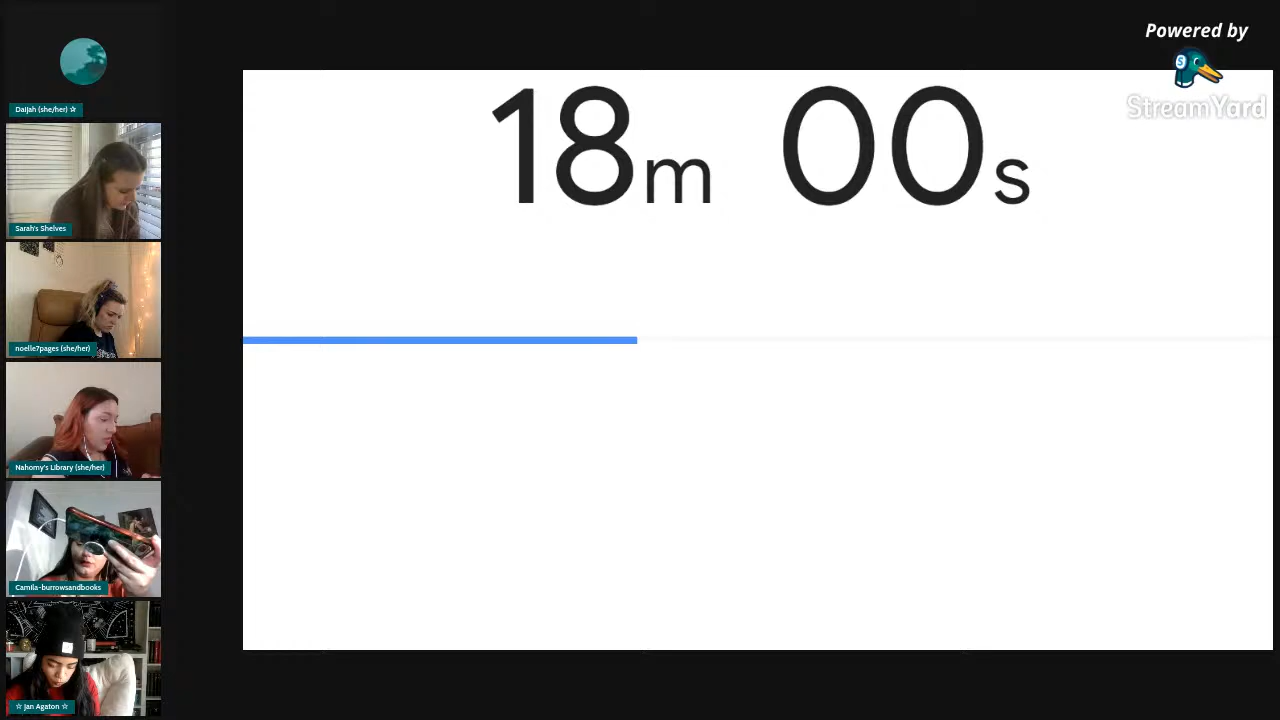 Powered by
StreamYard
18m 00s
Daijah (she/her) ☆
Sarah's Shelves
noelle7pages (she/her)
Nahomy's Library (she/her)
Camila-burrowsandbooks
☆ Jan Agaton ☆